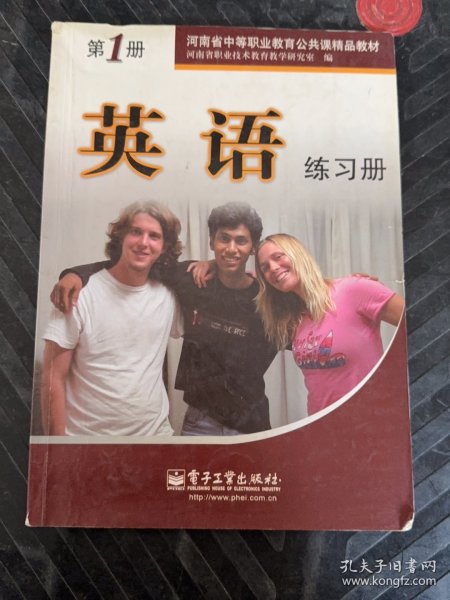 第1册
河南省中等职业教育公共课精品教材
河南省职业技术教育教学研究室 编
英语
练习册
電子工業出版社
PUBLISHING HOUSE OF ELECTRONICS INDUSTRY
http://www.phei.com.cn
孔夫子旧书网
www.kongfz.com